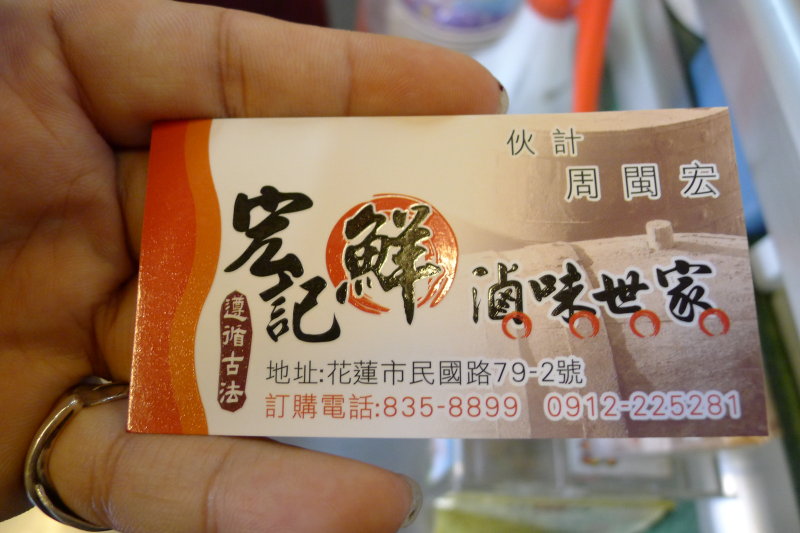 伙計
周閩宏
宏記
鮮
滷味世家
遵循古法
地址:花蓮市民國路79-2號
訂購電話:835-8899 0912-225281